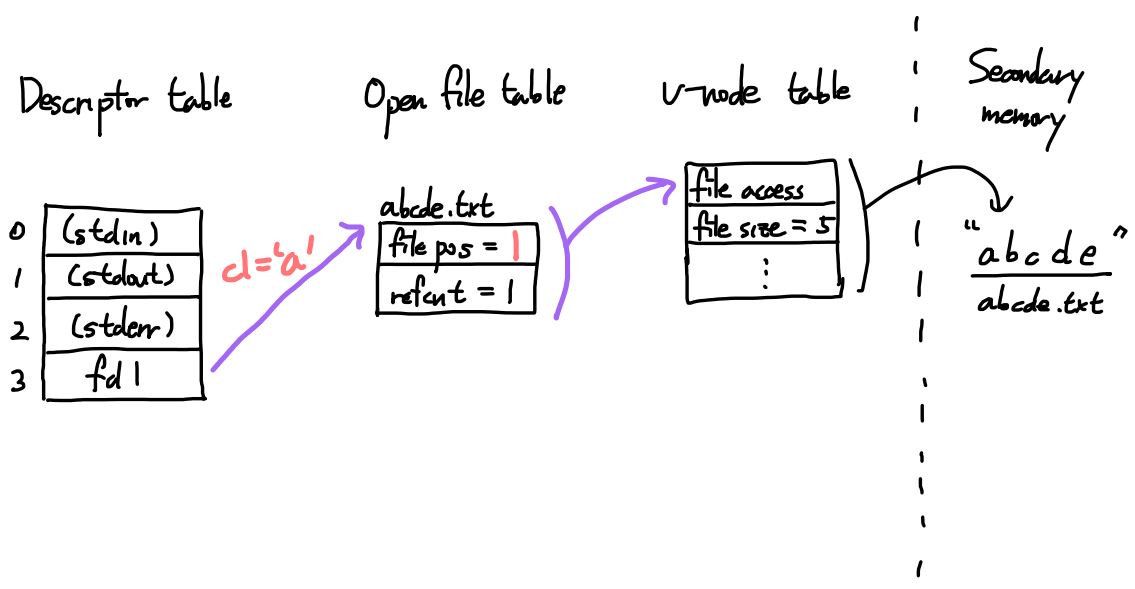 Descriptor table
Open file table
v-node table
Secondary
memory
0 (stdin)
1 (stdout)
2 (stderr)
3 fd1
c1='a'
abcde.txt
file pos = 1
refcnt = 1
file access
file size = 5
⋮
"abcde"
abcde.txt